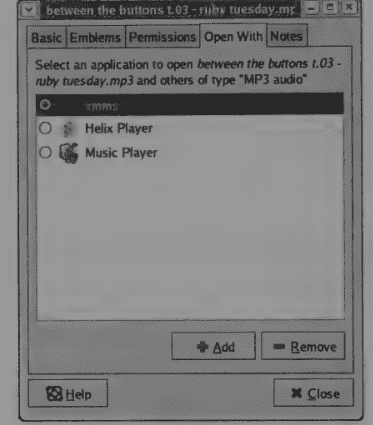 between the buttons t.03 - ruby tuesday.mp
Basic Emblems Permissions Open With Notes
Select an application to open between the buttons t.03 -
ruby tuesday.mp3 and others of type "MP3 audio"
xmms
Helix Player
Music Player
Add Remove
Help Close